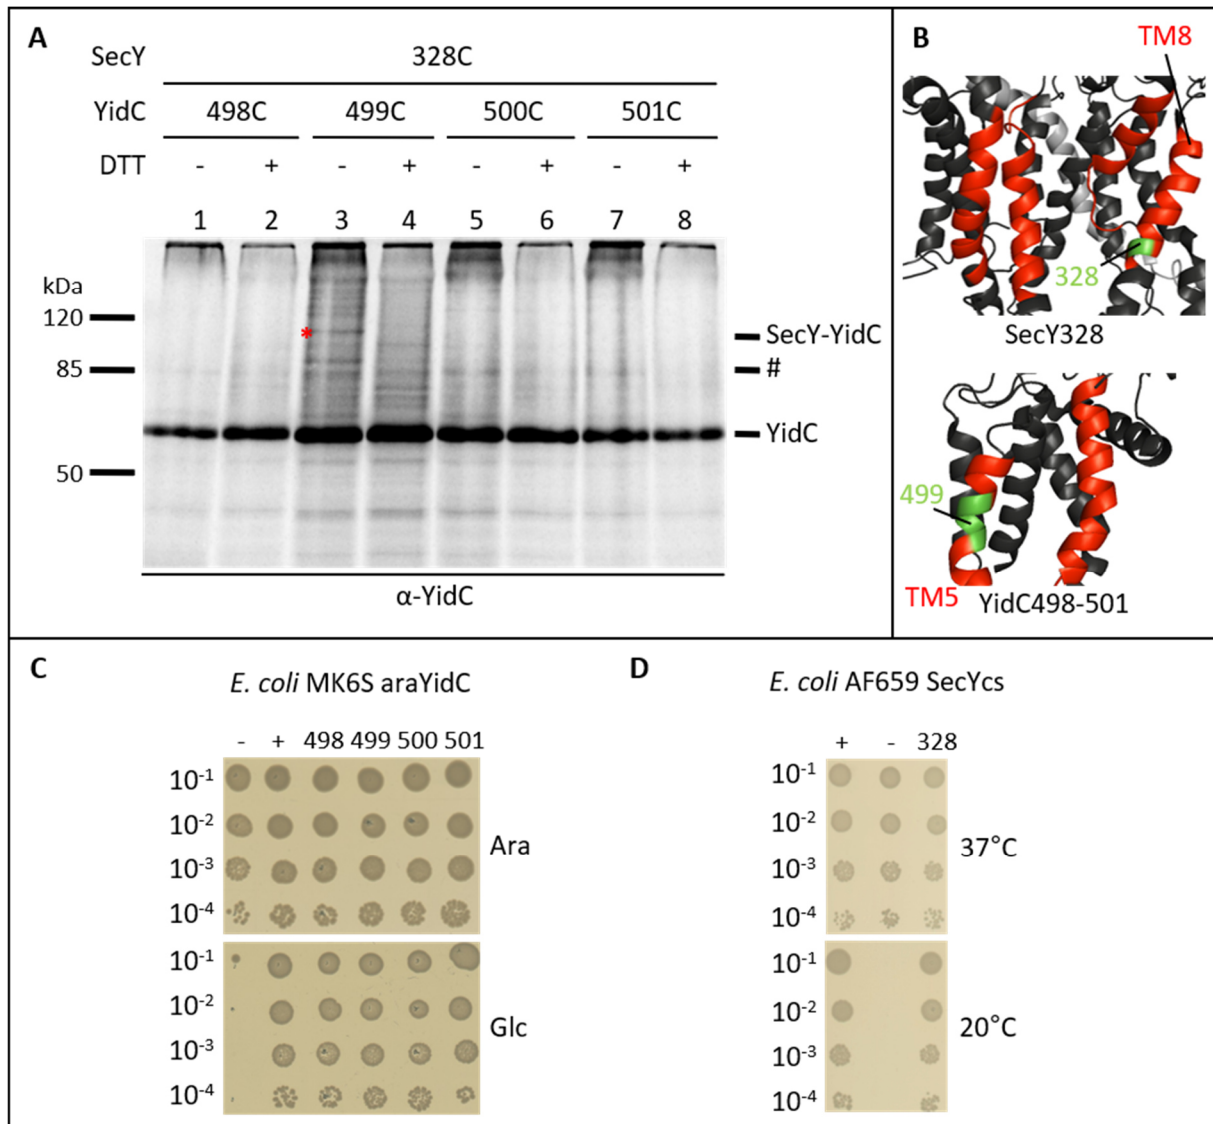 A
SecY 328C
YidC 498C 499C 500C 501C
DTT - + - + - + - +
1 2 3 4 5 6 7 8
kDa
120
85
50
*
SecY-YidC
#
YidC
α-YidC
B
TM8
328
SecY328
499
TM5
YidC498-501
C
E. coli MK6S araYidC
- + 498 499 500 501
10-1
10-2
10-3
10-4
Ara
10-1
10-2
10-3
10-4
Glc
D
E. coli AF659 SecYcs
+ - 328
10-1
10-2
10-3
10-4
37°C
10-1
10-2
10-3
10-4
20°C